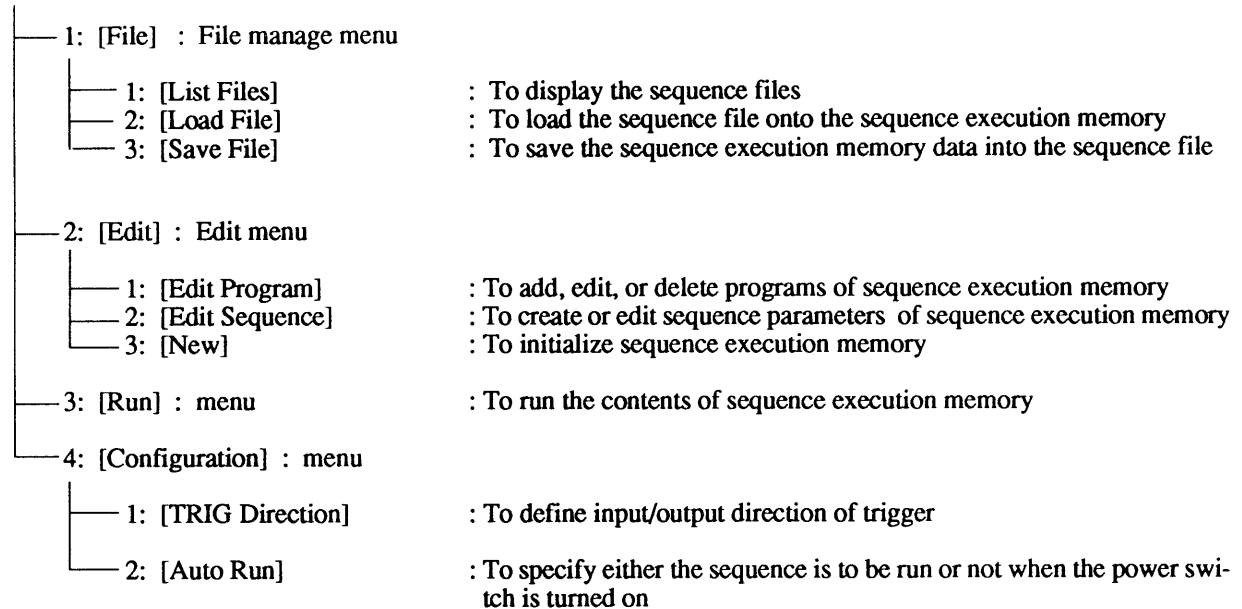 1: [File] : File manage menu
1: [List Files] : To display the sequence files
2: [Load File] : To load the sequence file onto the sequence execution memory
3: [Save File] : To save the sequence execution memory data into the sequence file
2: [Edit] : Edit menu
1: [Edit Program] : To add, edit, or delete programs of sequence execution memory
2: [Edit Sequence] : To create or edit sequence parameters of sequence execution memory
3: [New] : To initialize sequence execution memory
3: [Run] : menu : To run the contents of sequence execution memory
4: [Configuration] : menu
1: [TRIG Direction] : To define input/output direction of trigger
2: [Auto Run] : To specify either the sequence is to be run or not when the power swi-
tch is turned on